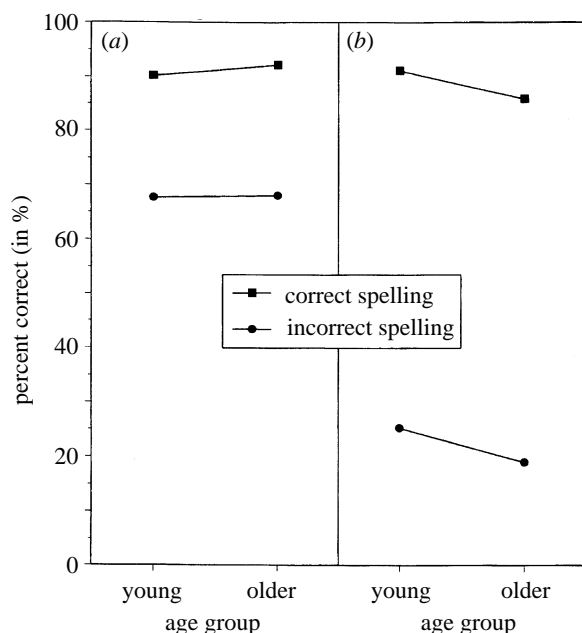 percent correct (in %)
100
80
60
40
20
0
(a)
(b)
correct spelling
incorrect spelling
young older young older
age group age group